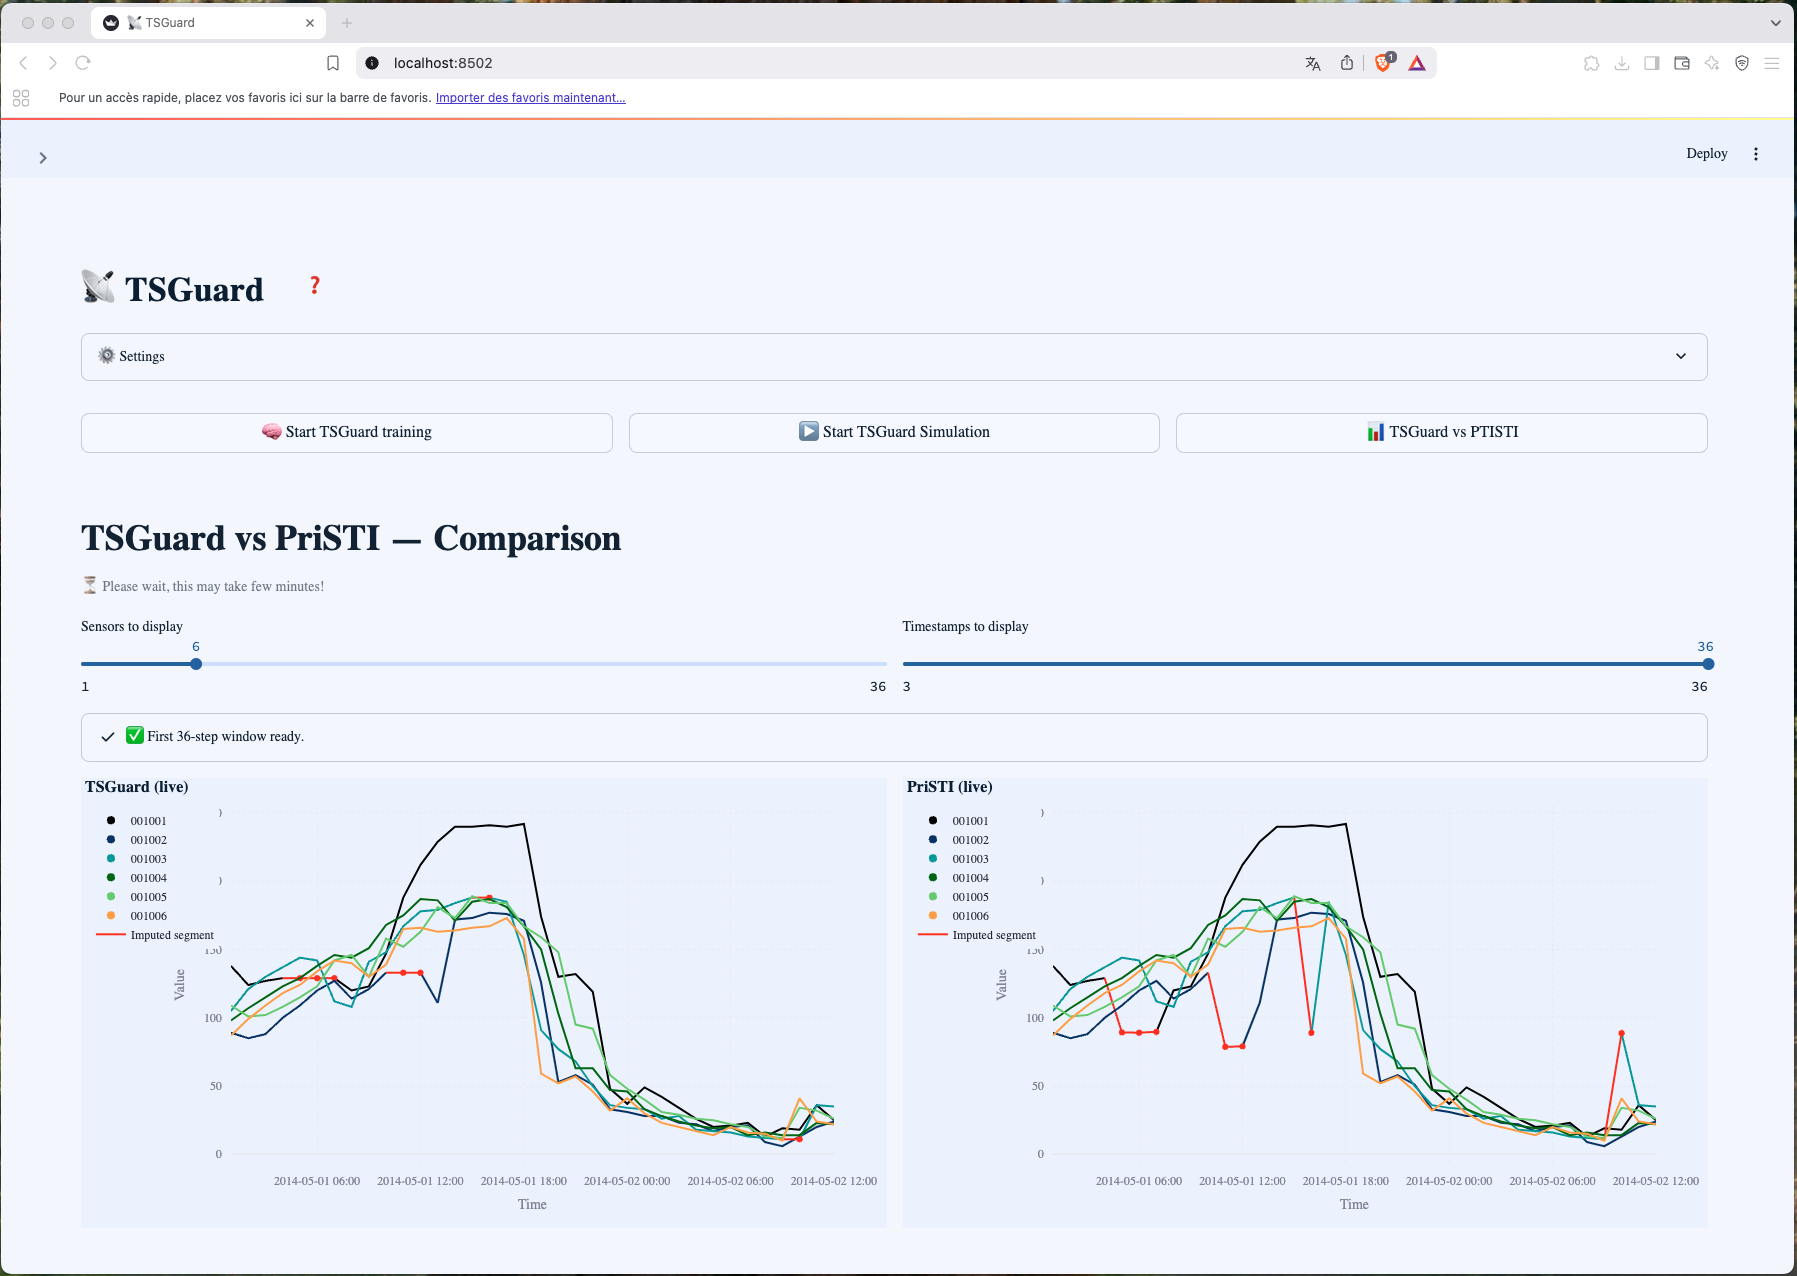 TSGuard
localhost:8502
1
Pour un accès rapide, placez vos favoris ici sur la barre de favoris. Importer des favoris maintenant...
Deploy
TSGuard
Settings
Start TSGuard training
Start TSGuard Simulation
TSGuard vs PTISTI
TSGuard vs PriSTI — Comparison
Please wait, this may take few minutes!
Sensors to display
6
1
36
Timestamps to display
36
3
36
First 36-step window ready.
TSGuard (live)
001001
001002
001003
001004
001005
001006
Imputed segment
100
50
0
Value
2014-05-01 06:00
2014-05-01 12:00
2014-05-01 18:00
2014-05-02 00:00
2014-05-02 06:00
2014-05-02 12:00
Time
PriSTI (live)
001001
001002
001003
001004
001005
001006
Imputed segment
100
50
0
Value
2014-05-01 06:00
2014-05-01 12:00
2014-05-01 18:00
2014-05-02 00:00
2014-05-02 06:00
2014-05-02 12:00
Time